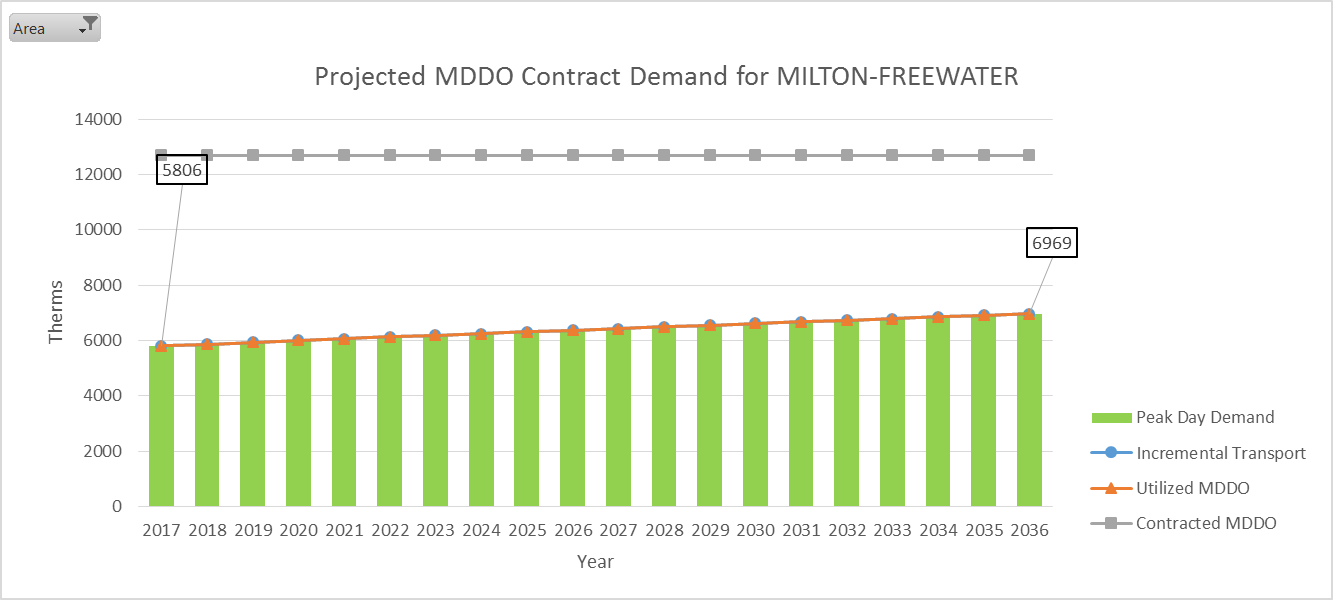 Area
Projected MDDO Contract Demand for MILTON-FREEWATER
14000
12000
10000
8000
6000
4000
2000
0
Therms
5806
6969
2017 2018 2019 2020 2021 2022 2023 2024 2025 2026 2027 2028 2029 2030 2031 2032 2033 2034 2035 2036
Year
Peak Day Demand
Incremental Transport
Utilized MDDO
Contracted MDDO